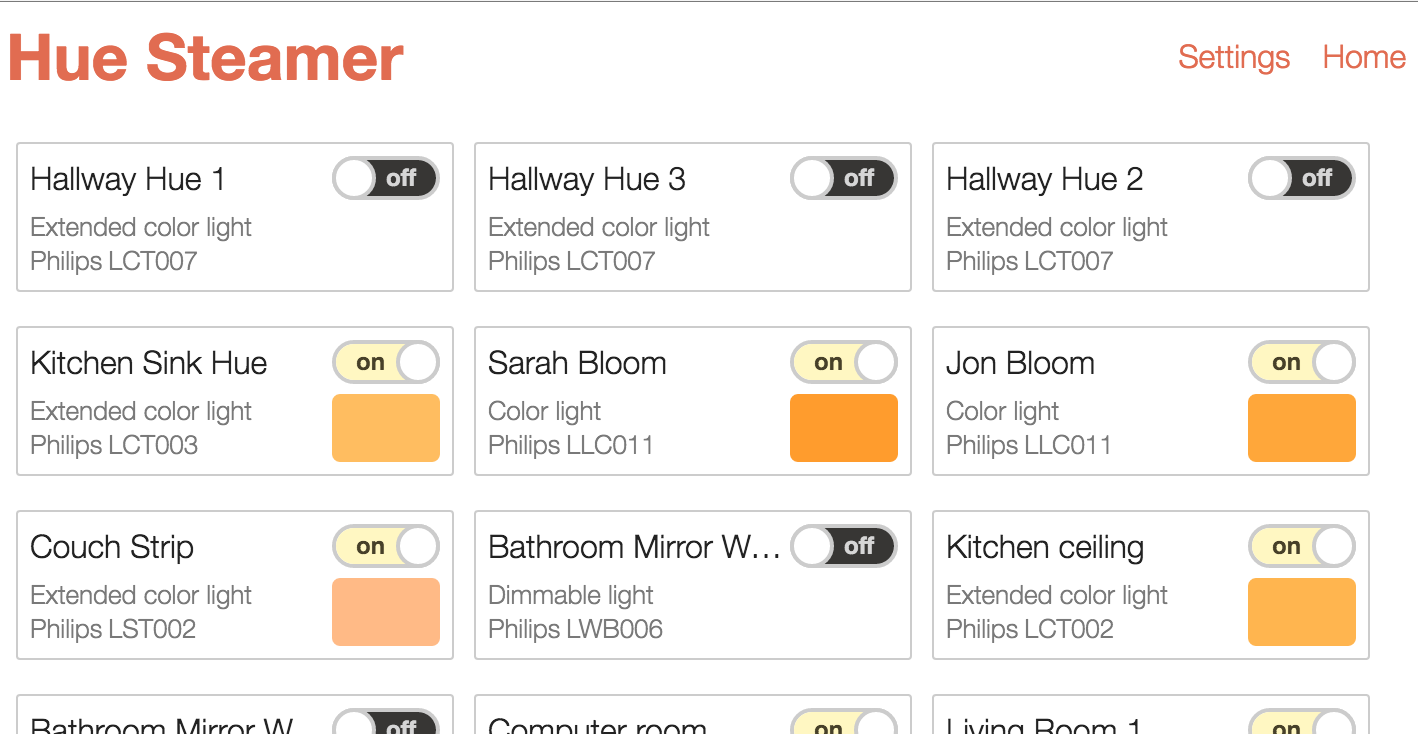 Hue Steamer
Settings Home
Hallway Hue 1 off
Extended color light
Philips LCT007
Hallway Hue 3 off
Extended color light
Philips LCT007
Hallway Hue 2 off
Extended color light
Philips LCT007
Kitchen Sink Hue on
Extended color light
Philips LCT003
Sarah Bloom on
Color light
Philips LLC011
Jon Bloom on
Color light
Philips LLC011
Couch Strip on
Extended color light
Philips LST002
Bathroom Mirror W... off
Dimmable light
Philips LWB006
Kitchen ceiling on
Extended color light
Philips LCT002
Bathroom Mirror W off
Computer room on
Living Room 1 on